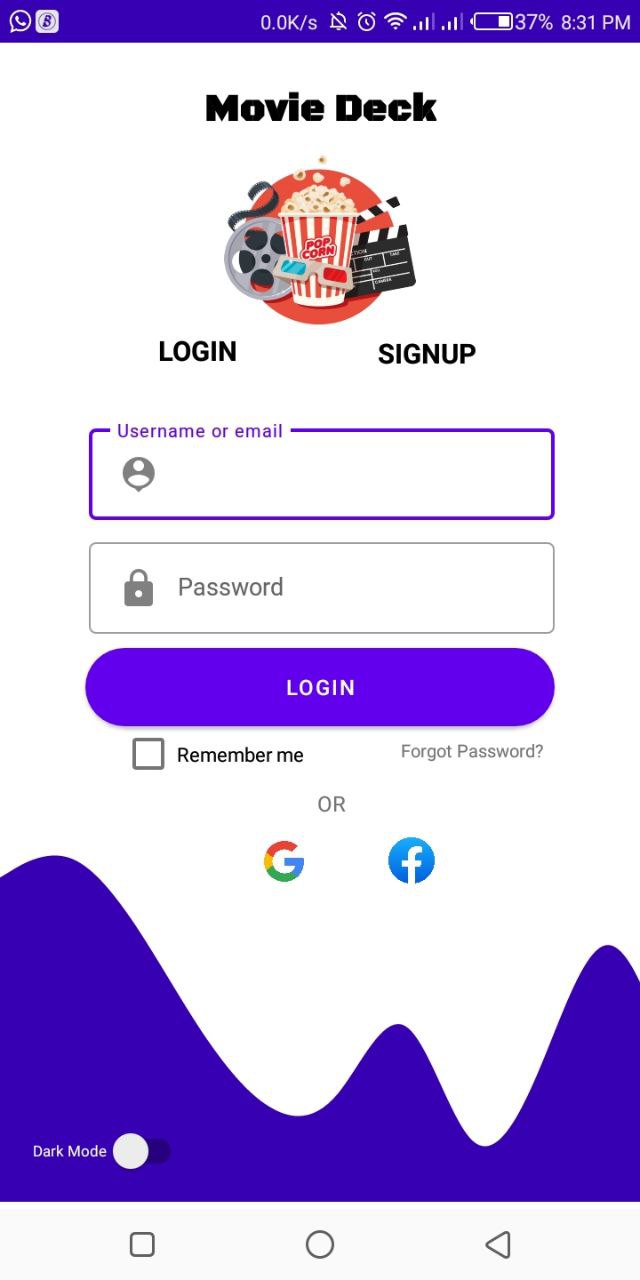 0.0K/s 37% 8:31 PM
Movie Deck
POP
CORN
LOGIN SIGNUP
Username or email
Password
LOGIN
Remember me Forgot Password?
OR
Dark Mode